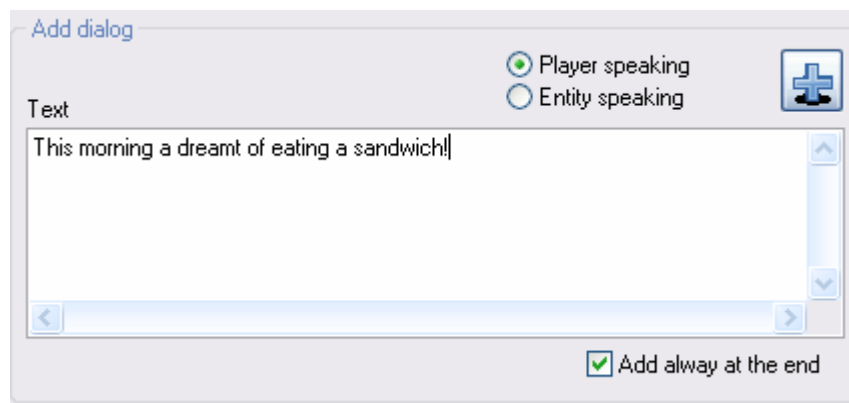 Add dialog
Player speaking
Entity speaking
Text
This morning a dreamt of eating a sandwich!
Add alway at the end